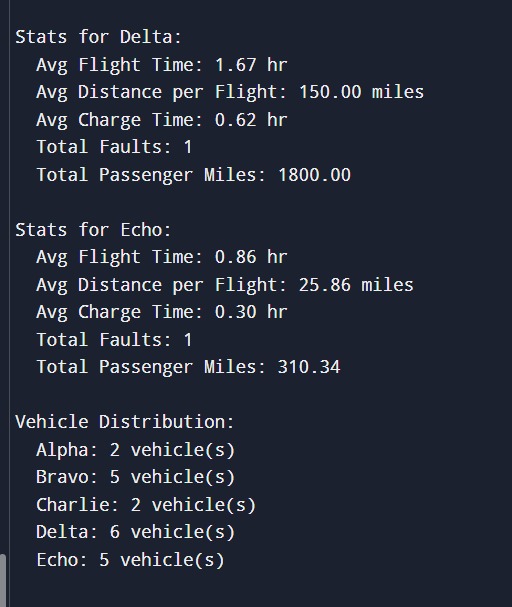 Stats for Delta:
Avg Flight Time: 1.67 hr
Avg Distance per Flight: 150.00 miles
Avg Charge Time: 0.62 hr
Total Faults: 1
Total Passenger Miles: 1800.00
Stats for Echo:
Avg Flight Time: 0.86 hr
Avg Distance per Flight: 25.86 miles
Avg Charge Time: 0.30 hr
Total Faults: 1
Total Passenger Miles: 310.34
Vehicle Distribution:
Alpha: 2 vehicle(s)
Bravo: 5 vehicle(s)
Charlie: 2 vehicle(s)
Delta: 6 vehicle(s)
Echo: 5 vehicle(s)